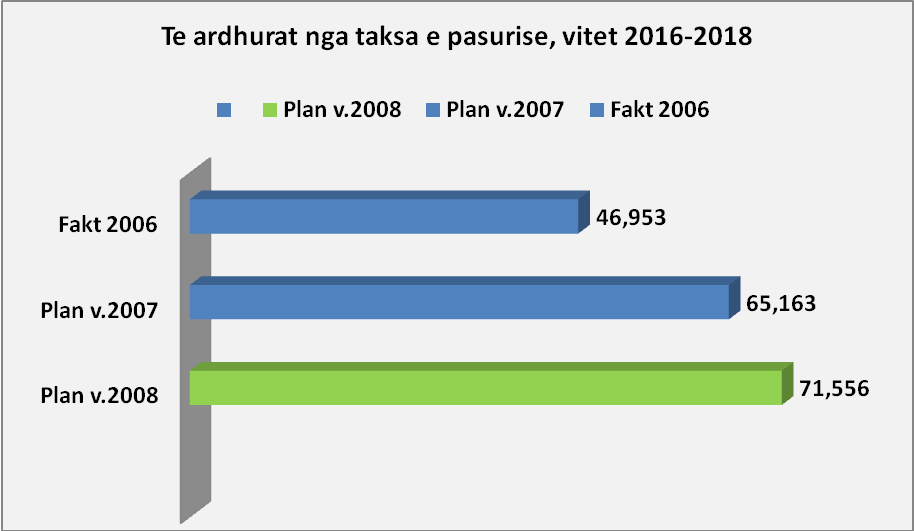 Te ardhurat nga taksa e pasurise, vitet 2016-2018
Plan v.2008 Plan v.2007 Fakt 2006
Fakt 2006 46,953
Plan v.2007 65,163
Plan v.2008 71,556